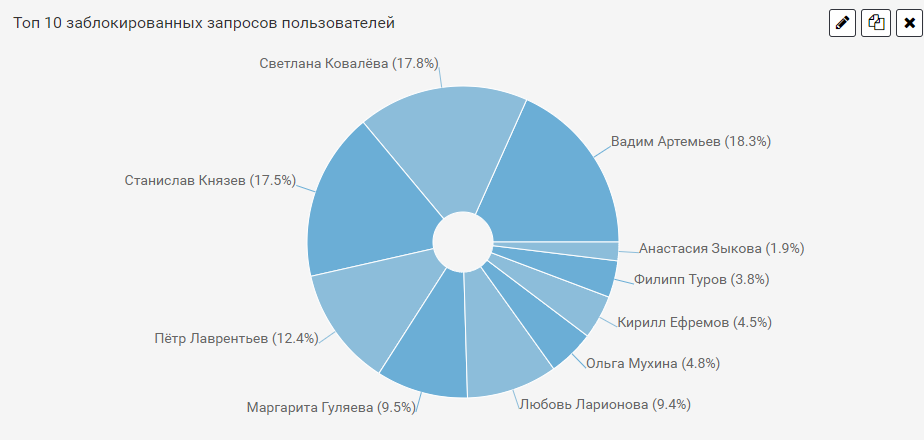 Топ 10 заблокированных запросов пользователей
Светлана Ковалёва (17.8%)
Вадим Артемьев (18.3%)
Станислав Князев (17.5%)
Анастасия Зыкова (1.9%)
Филипп Туров (3.8%)
Кирилл Ефремов (4.5%)
Пётр Лаврентьев (12.4%)
Ольга Мухина (4.8%)
Маргарита Гуляева (9.5%)
Любовь Ларионова (9.4%)